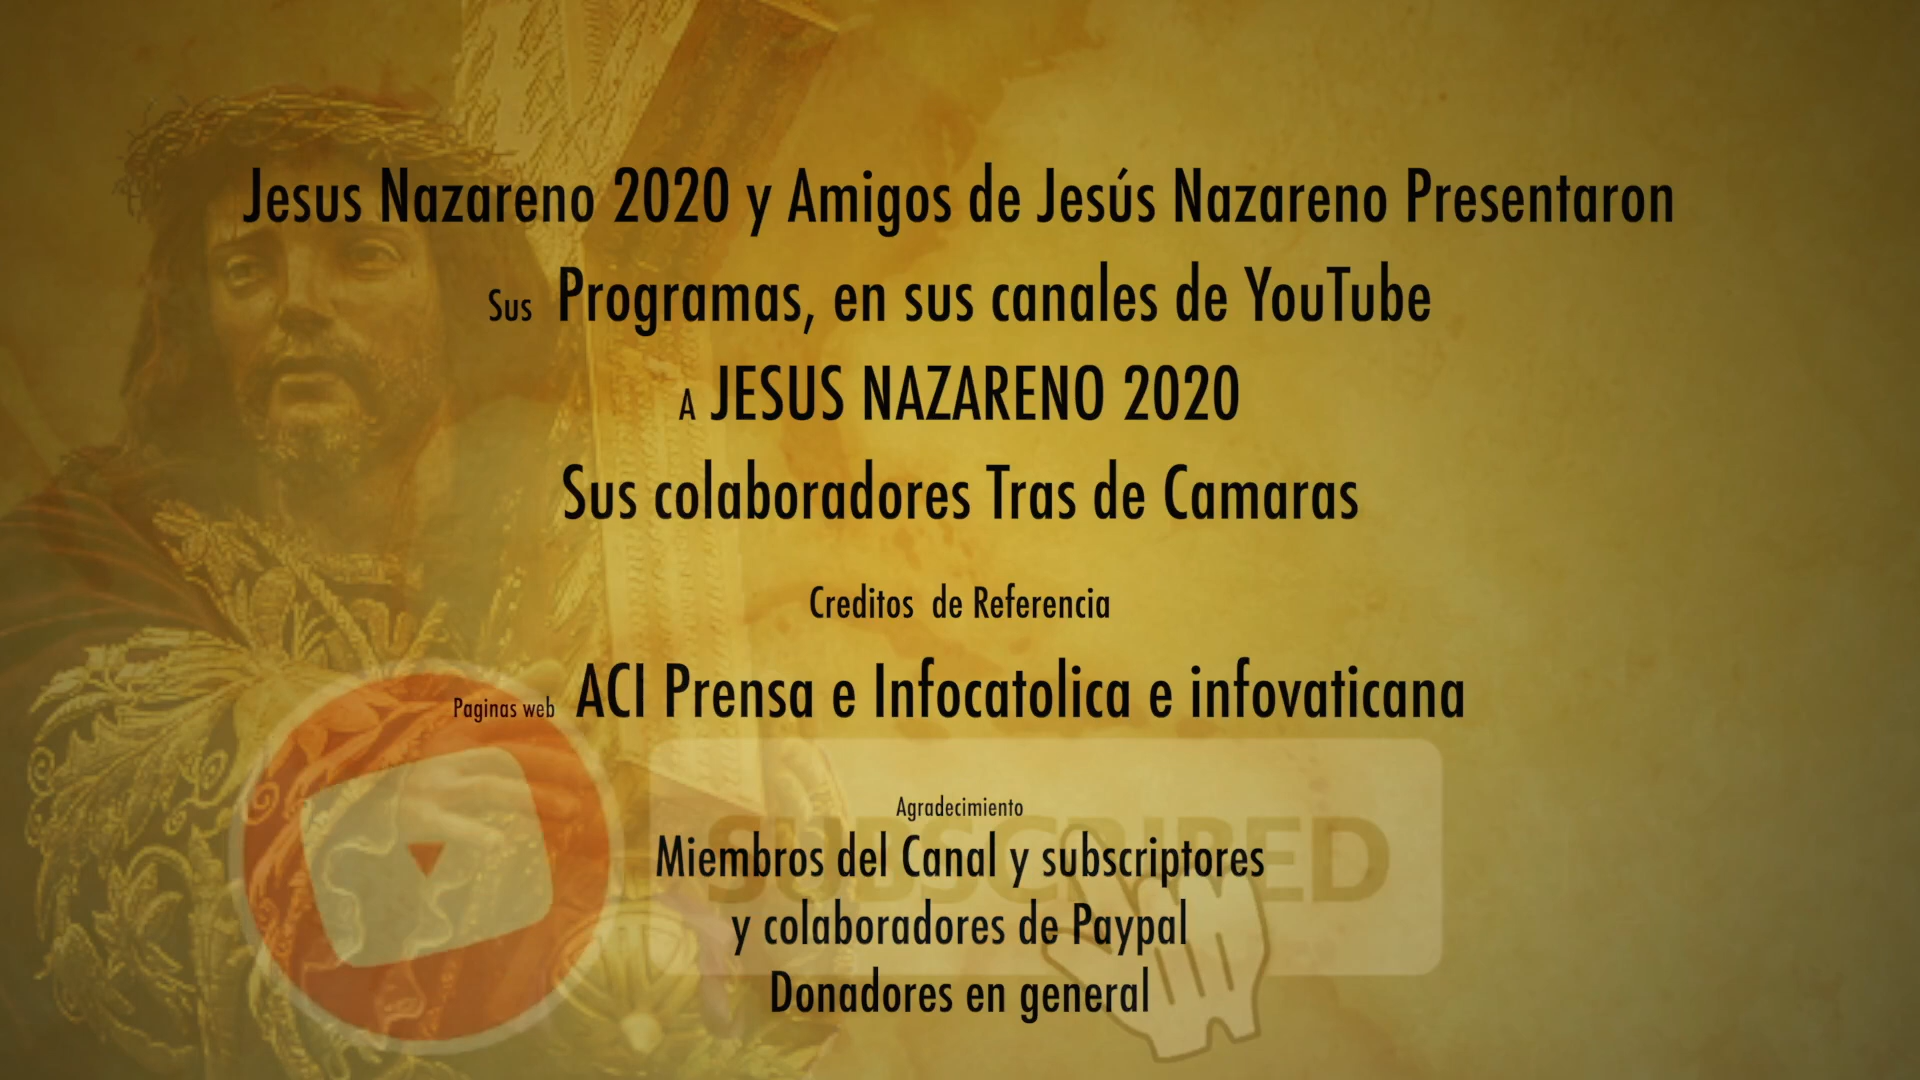 Jesus Nazareno 2020 y Amigos de Jesús Nazareno Presentaron
Sus Programas, en sus canales de YouTube
A JESUS NAZARENO 2020
Sus colaboradores Tras de Camaras
Creditos de Referencia
Paginas web ACI Prensa e Infocatolica e infovaticana
Agradecimiento
SUBSCRIBED
Miembros del Canal y subscriptores
y colaboradores de Paypal
Donadores en general